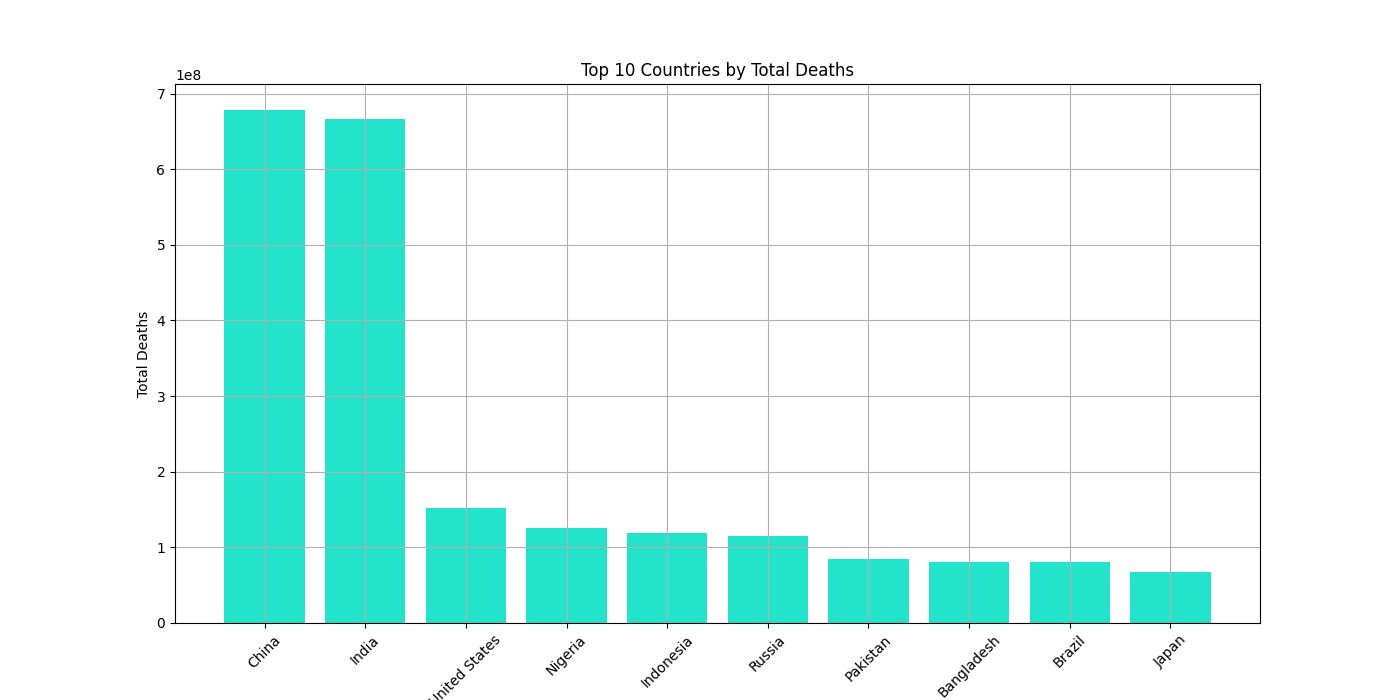 Top 10 Countries by Total Deaths
1e8
7
6
5
4
3
2
1
0
Total Deaths
China
India
United States
Nigeria
Indonesia
Russia
Pakistan
Bangladesh
Brazil
Japan